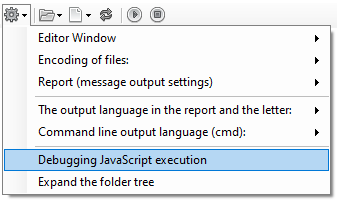 Editor Window
Encoding of files:
Report (message output settings)
The output language in the report and the letter:
Command line output language (cmd):
Debugging JavaScript execution
Expand the folder tree